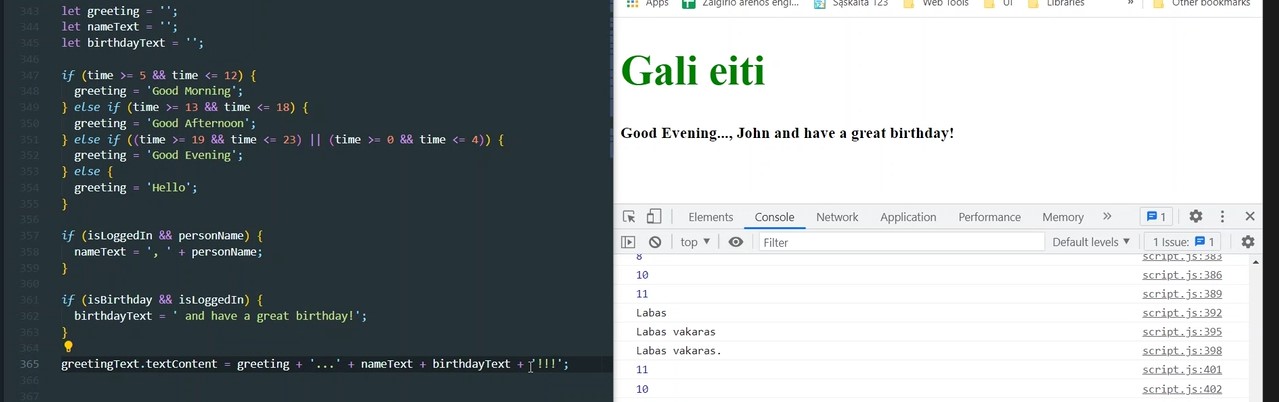 343 let greeting = '';
344 let nameText = '';
345 let birthdayText = '';
346
347 if (time >= 5 && time <= 12) {
348 greeting = 'Good Morning';
349 } else if (time >= 13 && time <= 18) {
350 greeting = 'Good Afternoon';
351 } else if ((time >= 19 && time <= 23) || (time >= 0 && time <= 4)) {
352 greeting = 'Good Evening';
353 } else {
354 greeting = 'Hello';
355 }
356
357 if (isLoggedIn && personName) {
358 nameText = ', ' + personName;
359 }
360
361 if (isBirthday && isLoggedIn) {
362 birthdayText = ' and have a great birthday!';
363 }
364
365 greetingText.textContent = greeting + '...' + nameText + birthdayText + '!!!';
366
367
Apps Žalgirio arenos engi... Sąskaita 123 Web Tools UI Libraries » Other bookmarks
Gali eiti
Good Evening..., John and have a great birthday!
Elements Console Network Application Performance Memory » 1
top Filter Default levels 1 Issue: 1
8 script.js:383
10 script.js:386
11 script.js:389
Labas script.js:392
Labas vakaras script.js:395
Labas vakaras. script.js:398
11 script.js:401
10 script.js:402